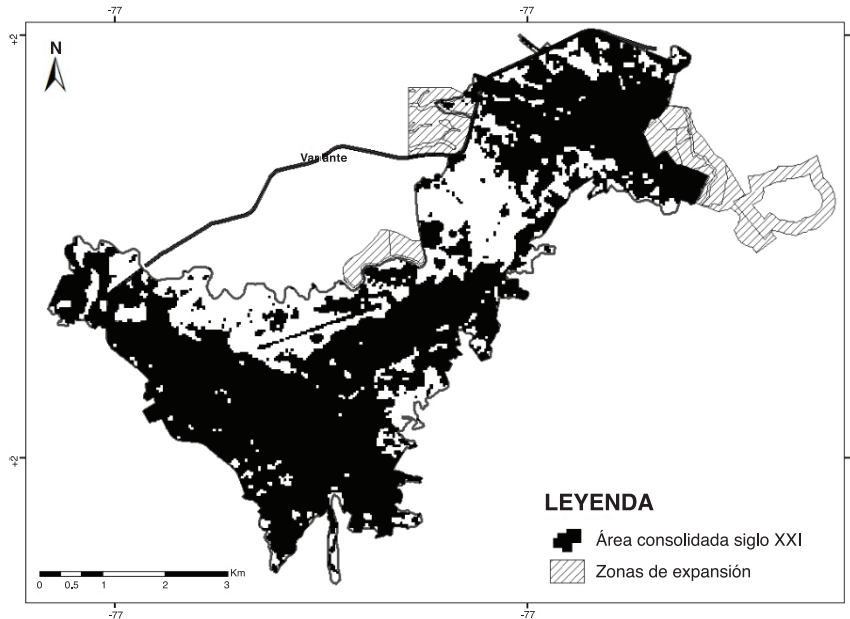 -77
-77
+2
N
Variante
+2
LEYENDA
Área consolidada siglo XXI
Zonas de expansión
Km
0 0,5 1 2 3
-77
-77